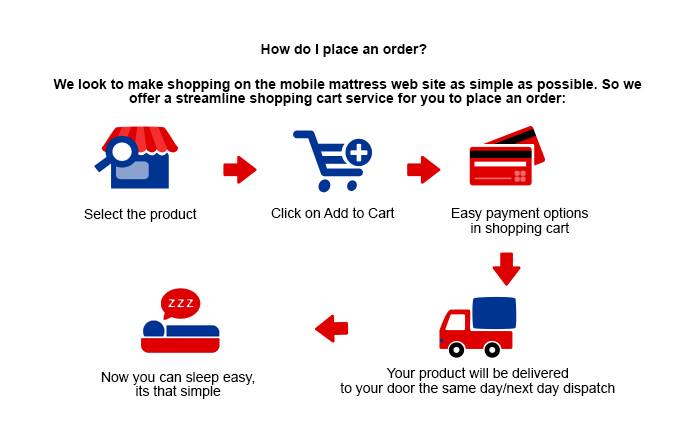 How do I place an order?
We look to make shopping on the mobile mattress web site as simple as possible. So we
offer a streamline shopping cart service for you to place an order:
Select the product
Click on Add to Cart
Easy payment options
in shopping cart
Your product will be delivered
to your door the same day/next day dispatch
zzz
Now you can sleep easy,
its that simple